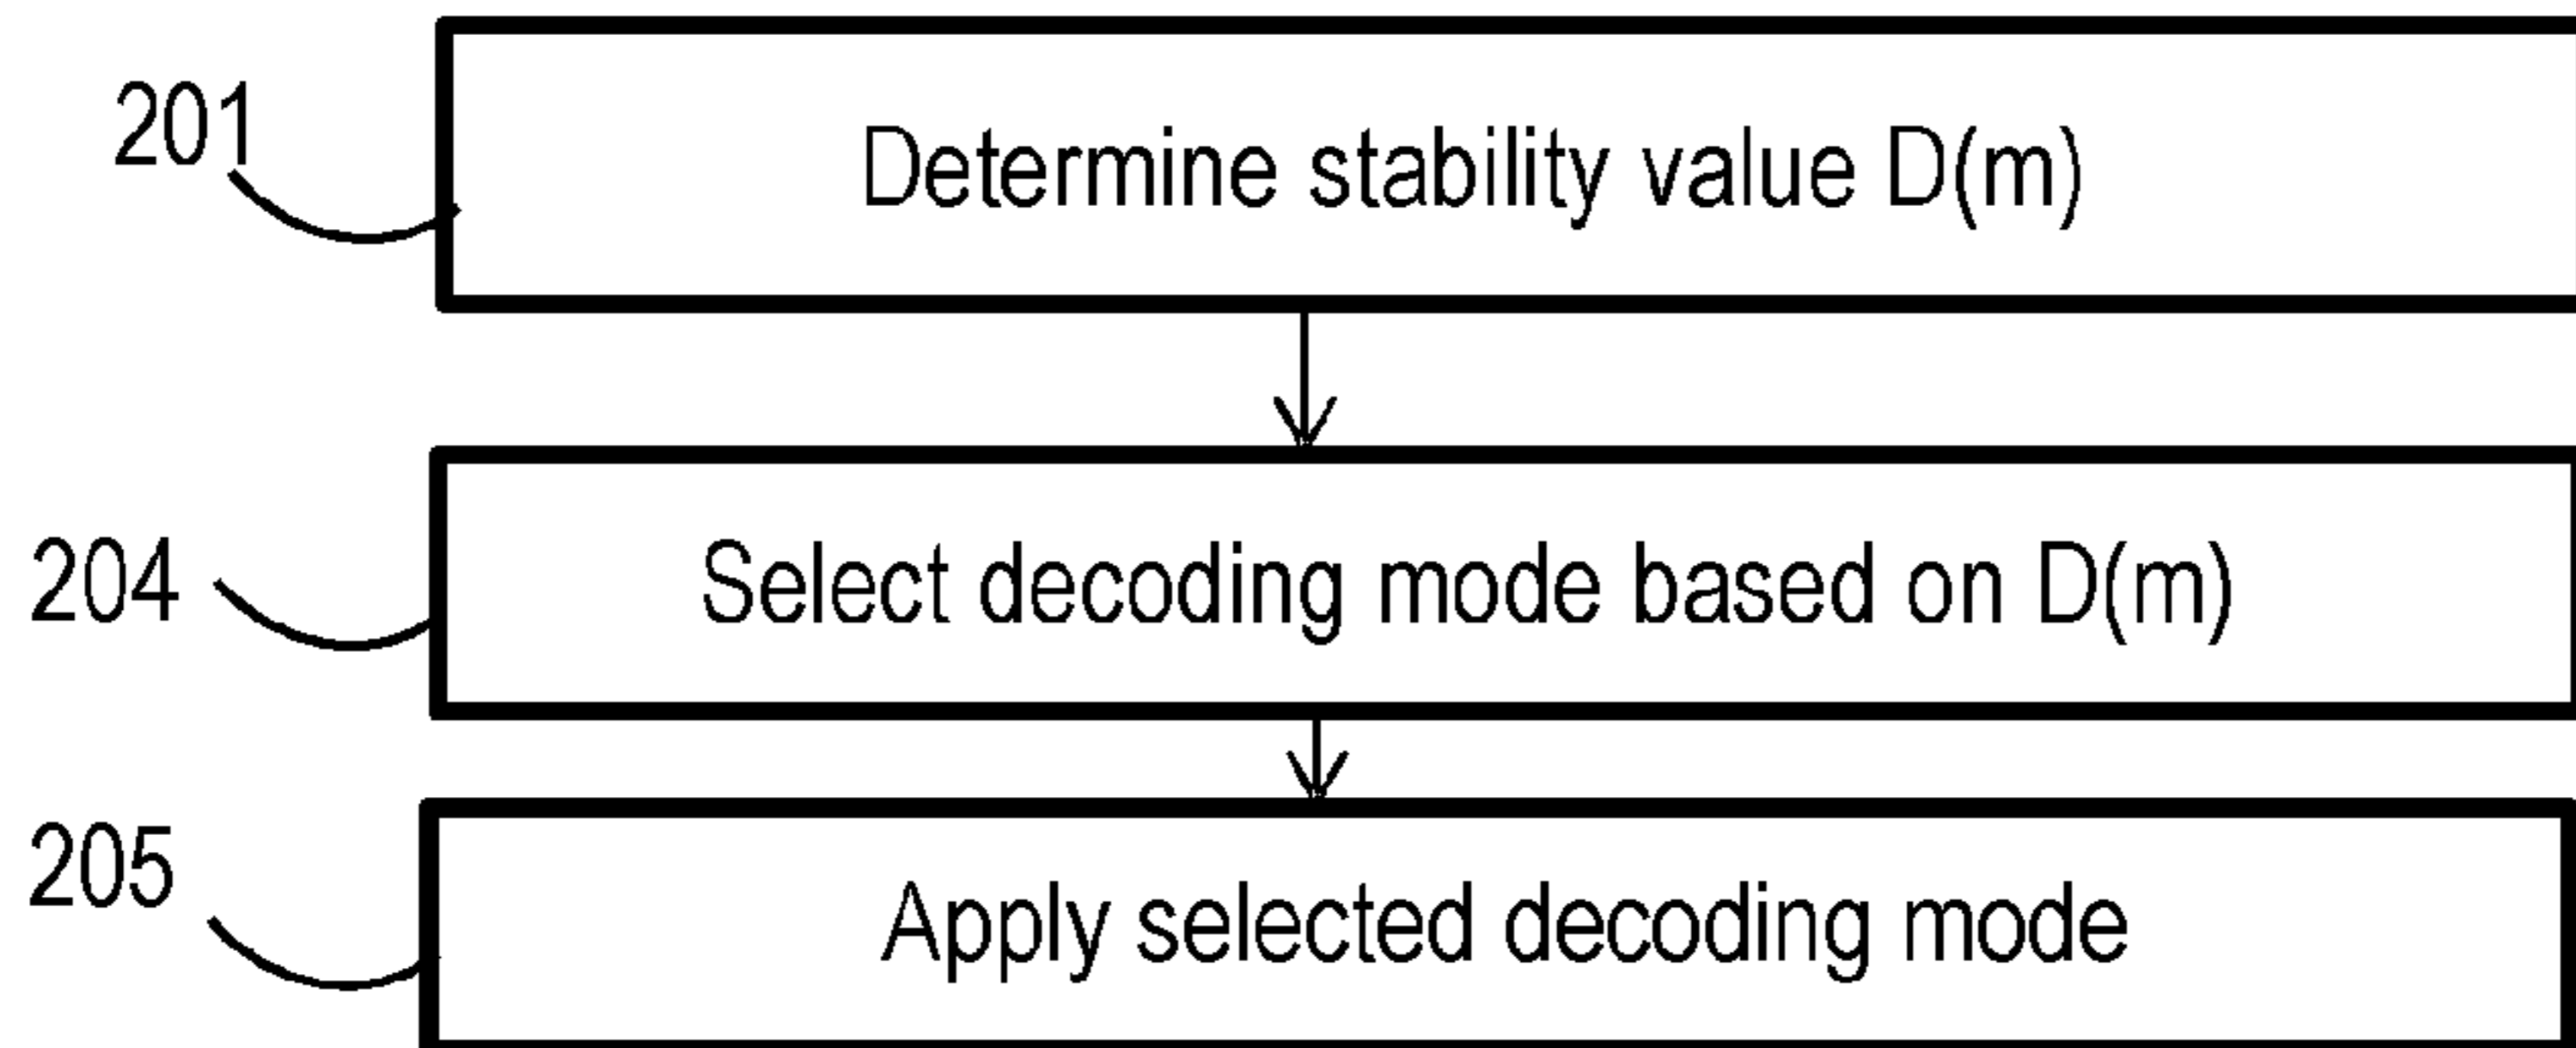 201
Determine stability value D(m)
204
Select decoding mode based on D(m)
205
Apply selected decoding mode